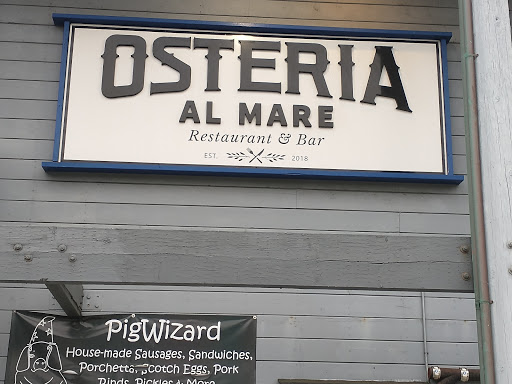 OSTERIA
AL MARE
Restaurant & Bar
EST. 2018
PigWizard
House-made Sausages, Sandwiches,
Porchetta, Scotch Eggs, Pork
Rinds, Pickles & More